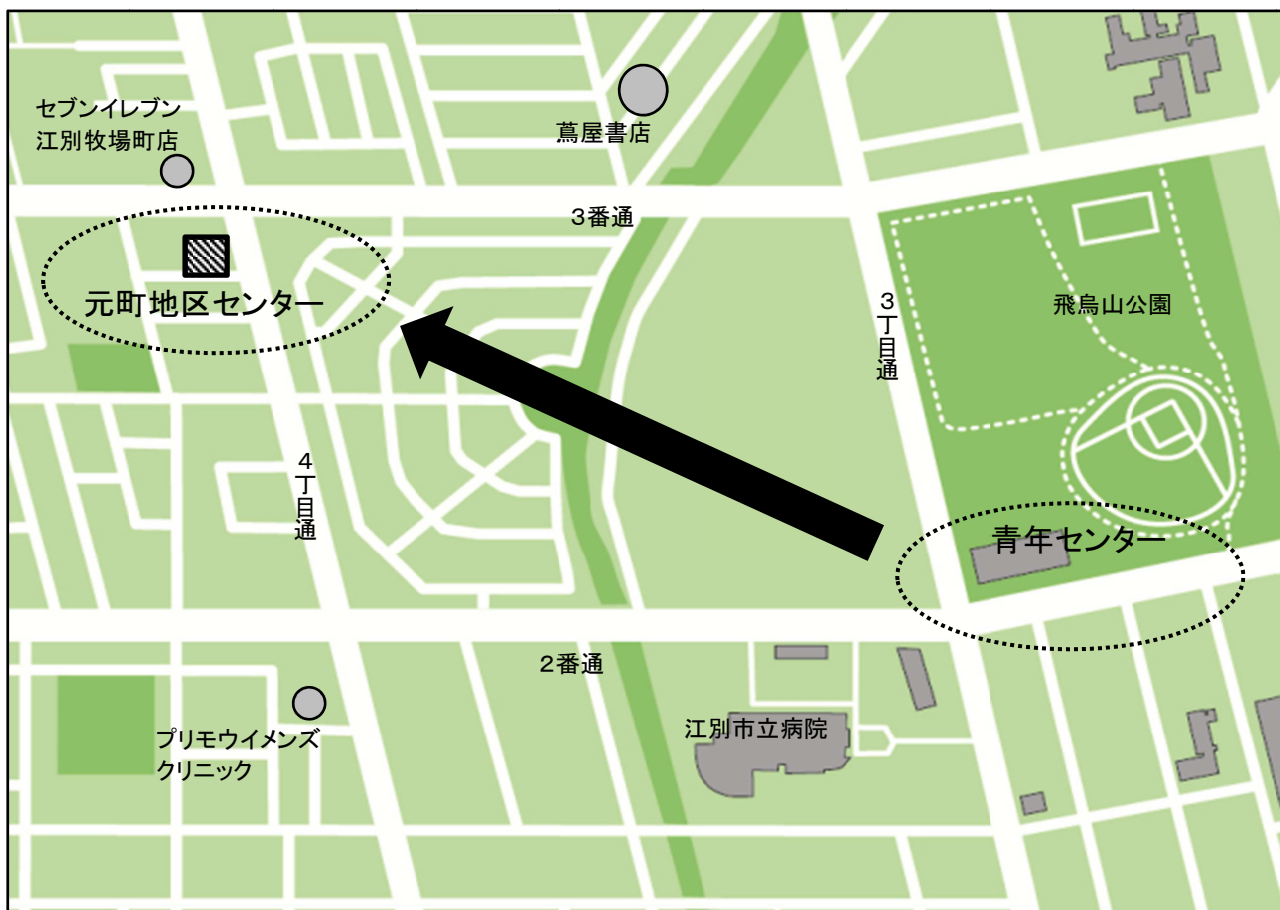 セブンイレブン
江別牧場町店
蔦屋書店
3番通
元町地区センター
3丁目通
飛鳥山公園
4丁目通
青年センター
2番通
プリモウイメンズ
クリニック
江別市立病院